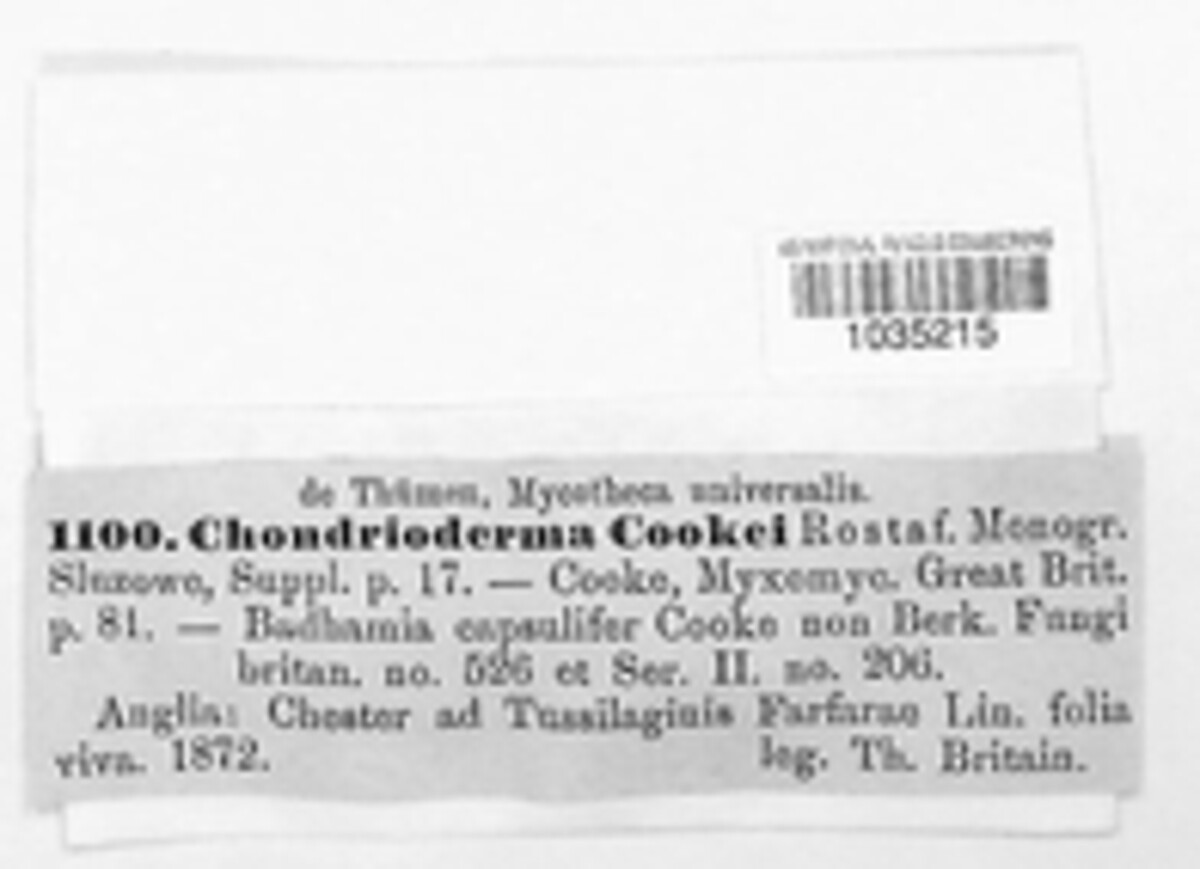 1035215
de Thümen, Mycotheca universalis.
1100. Chondrioderma Cookei Rostaf. Monogr.
Sluzowe, Suppl. p. 17. — Cooke, Myxomyc. Great Brit.
p. 81. — Badhamia capsulifer Cooke non Berk. Fungi
britan. no. 526 et Ser. II. no. 206.
Anglia: Chester ad Tussilaginis Farfarae Lin. folia
viva. 1872. leg. Th. Britain.